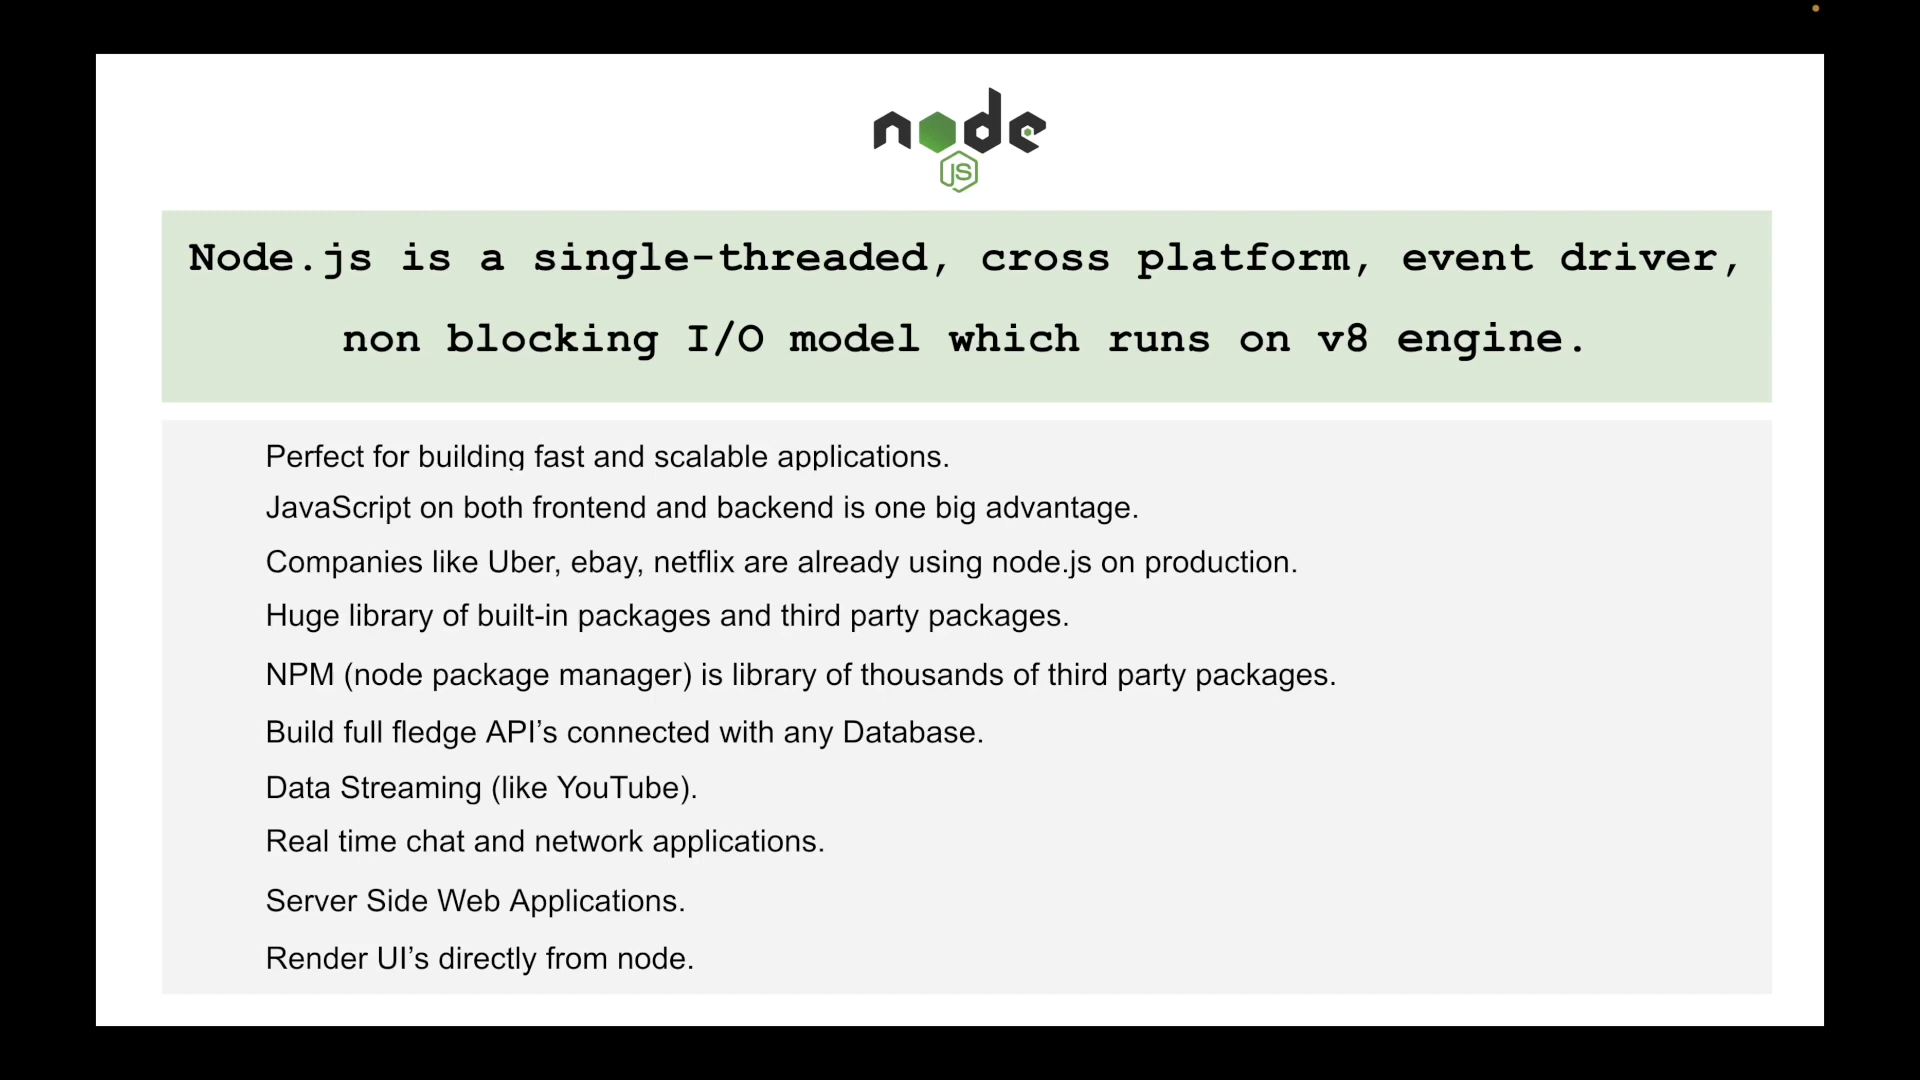 node
JS
Node.js is a single-threaded, cross platform, event driver,
non blocking I/O model which runs on v8 engine.
Perfect for building fast and scalable applications.
JavaScript on both frontend and backend is one big advantage.
Companies like Uber, ebay, netflix are already using node.js on production.
Huge library of built-in packages and third party packages.
NPM (node package manager) is library of thousands of third party packages.
Build full fledge API’s connected with any Database.
Data Streaming (like YouTube).
Real time chat and network applications.
Server Side Web Applications.
Render UI’s directly from node.